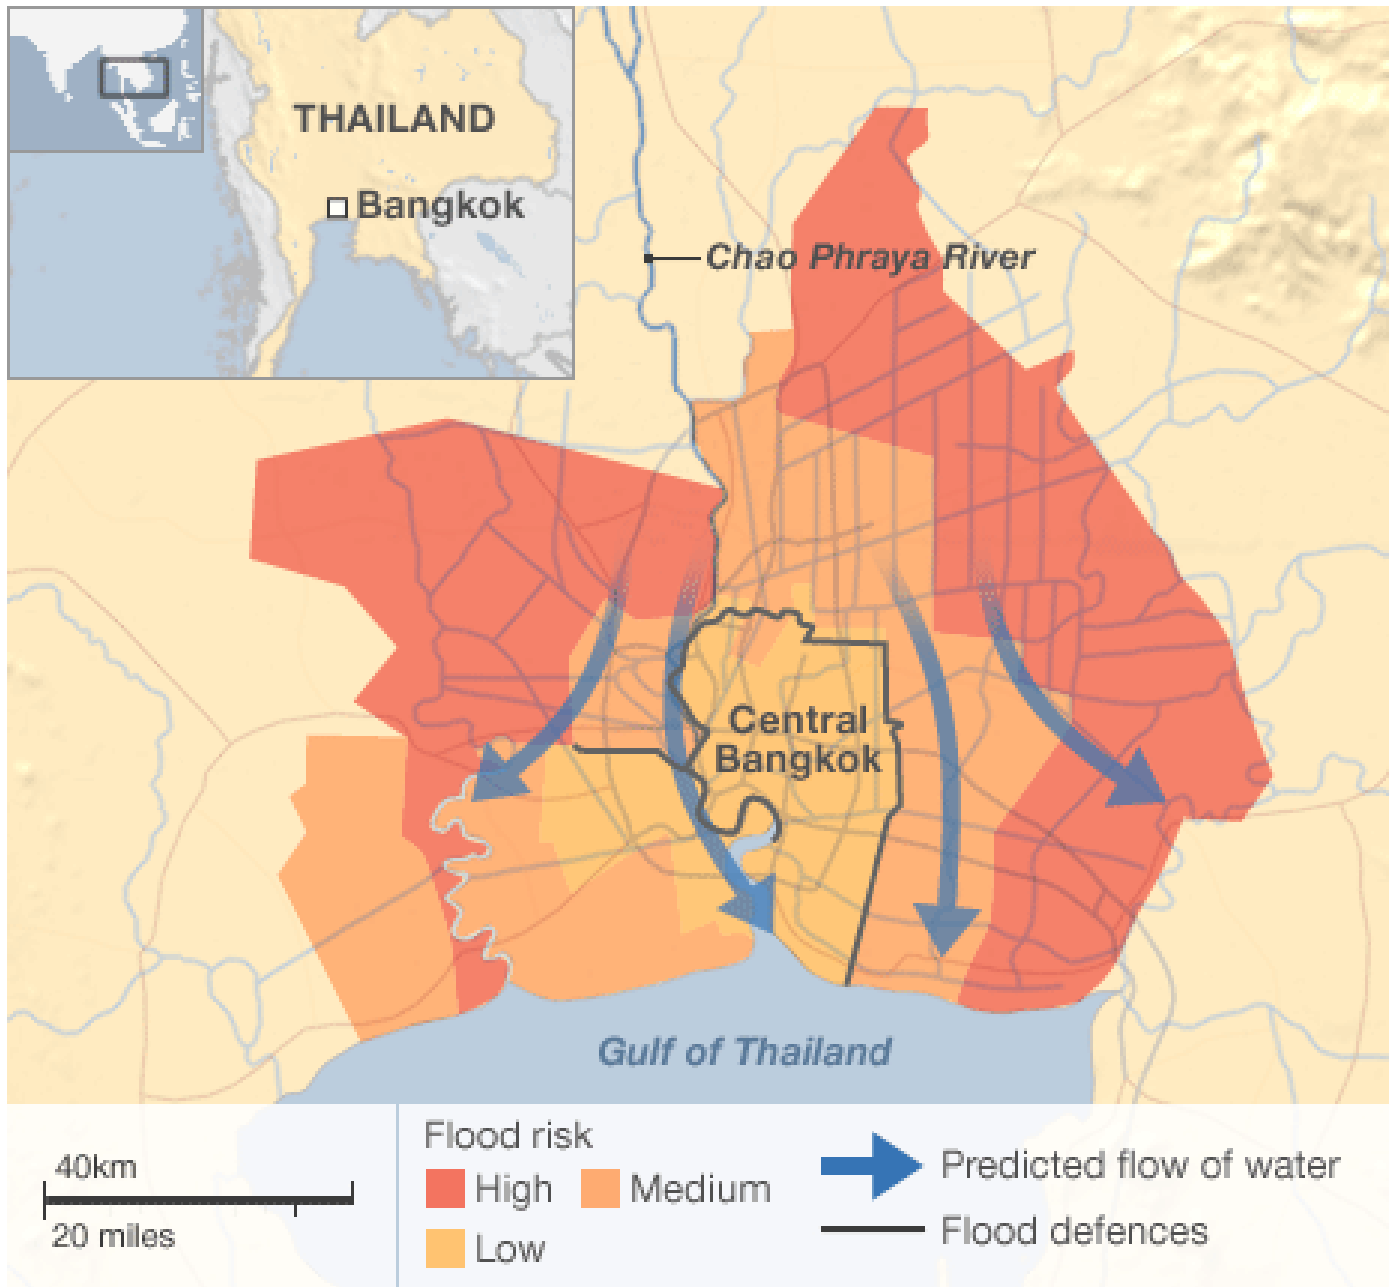 THAILAND
Bangkok
Chao Phraya River
Central
Bangkok
Gulf of Thailand
40km
20 miles
Flood risk
High
Medium
Low
Predicted flow of water
Flood defences